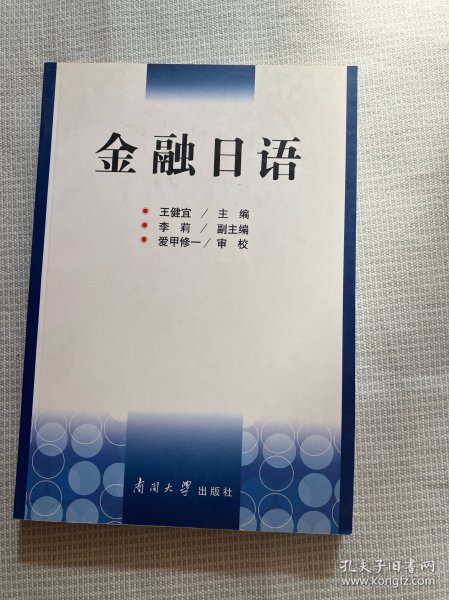 金融日语
王健宜／主 编
李 莉／副主编
爱甲修一／审 校
南开大学出版社
孔夫子旧书网
www.kongfz.com